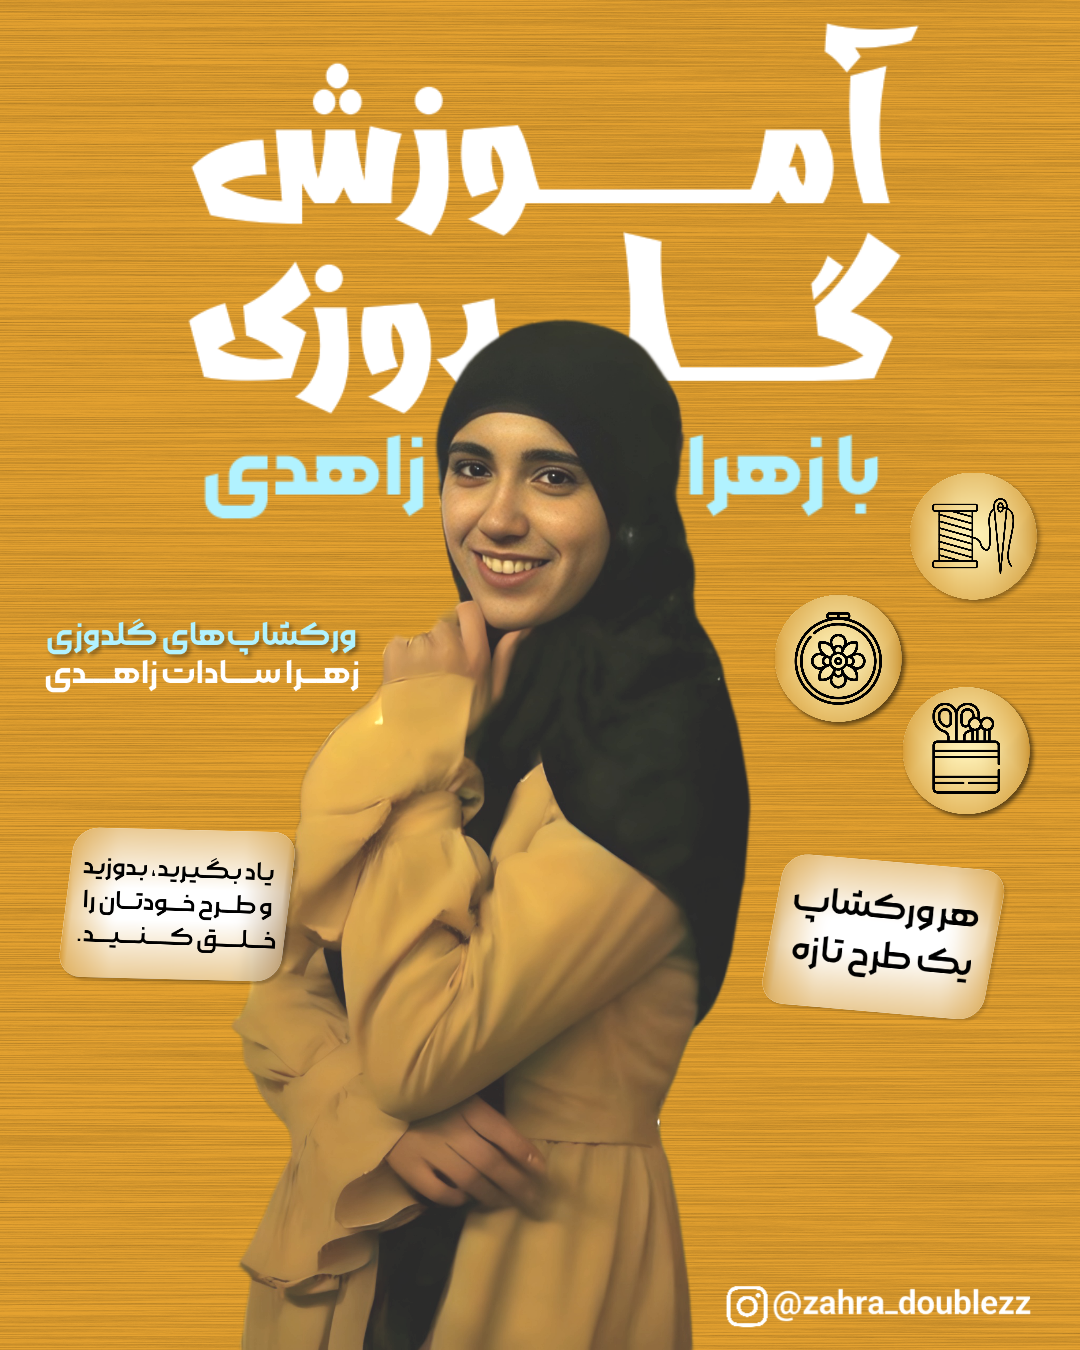 آموزش
گلدوزی
با زهرا زاهدی
ورکشاپ‌های گلدوزی
زهرا سادات زاهدی
یاد بگیرید، بدوزید
و طرح خودتان را
خلق کنید.
هر ورکشاپ
یک طرح تازه
@zahra_doublezz